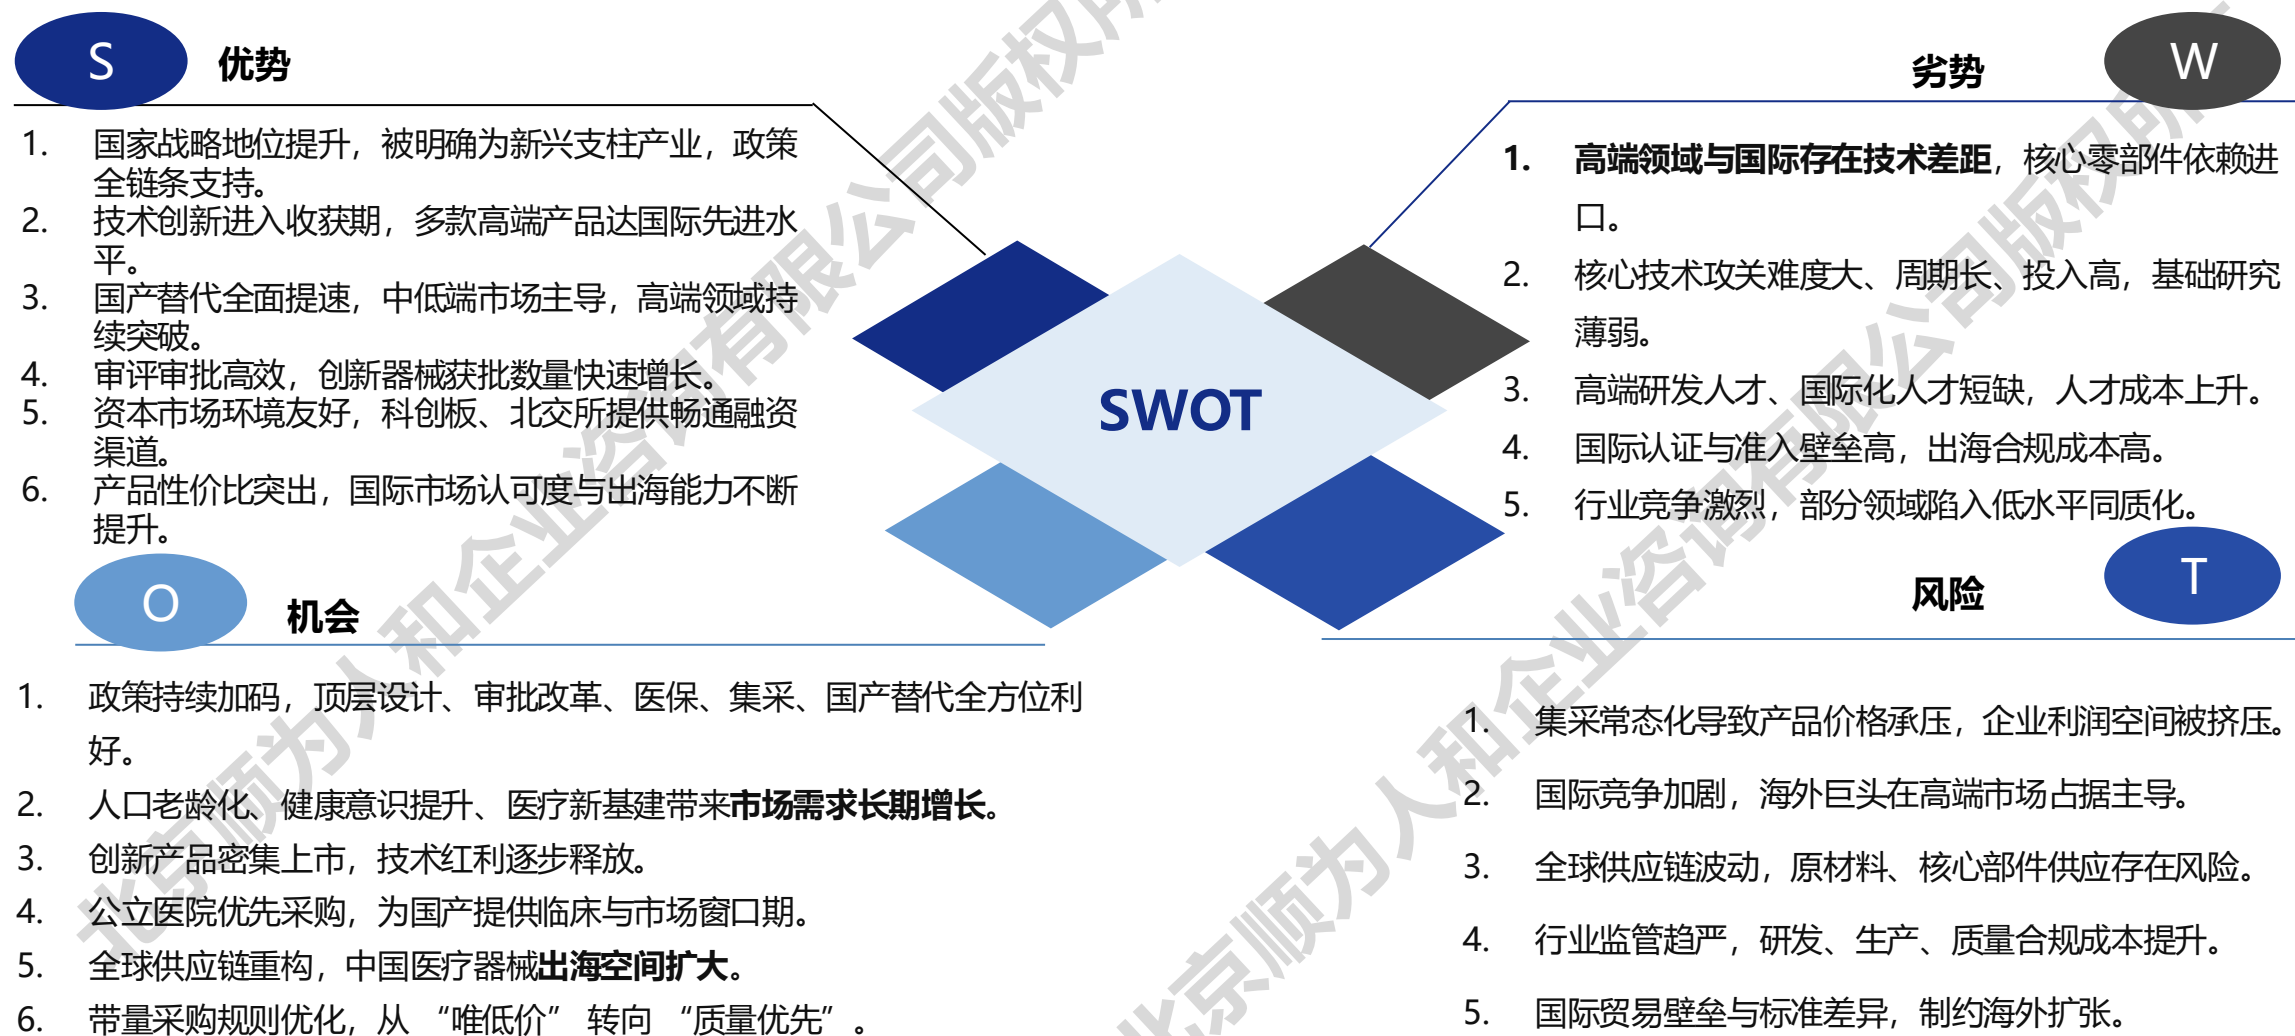 S
优势
1. 国家战略地位提升，被明确为新兴支柱产业，政策
全链条支持。
2. 技术创新进入收获期，多款高端产品达国际先进水
平。
3. 国产替代全面提速，中低端市场主导，高端领域持
续突破。
4. 审评审批高效，创新器械获批数量快速增长。
5. 资本市场环境友好，科创板、北交所提供畅通融资
渠道。
6. 产品性价比突出，国际市场认可度与出海能力不断
提升。
劣势
W
1. 高端领域与国际存在技术差距，核心零部件依赖进
口。
2. 核心技术攻关难度大、周期长、投入高，基础研究
薄弱。
3. 高端研发人才、国际化人才短缺，人才成本上升。
4. 国际认证与准入壁垒高，出海合规成本高。
5. 行业竞争激烈，部分领域陷入低水平同质化。
SWOT
O
机会
1. 政策持续加码，顶层设计、审批改革、医保、集采、国产替代全方位利
好。
2. 人口老龄化、健康意识提升、医疗新基建带来市场需求长期增长。
3. 创新产品密集上市，技术红利逐步释放。
4. 公立医院优先采购，为国产提供临床与市场窗口期。
5. 全球供应链重构，中国医疗器械出海空间扩大。
6. 带量采购规则优化，从 “唯低价” 转向 “质量优先” 。
风险
T
1. 集采常态化导致产品价格承压，企业利润空间被挤压。
2. 国际竞争加剧，海外巨头在高端市场占据主导。
3. 全球供应链波动，原材料、核心部件供应存在风险。
4. 行业监管趋严，研发、生产、质量合规成本提升。
5. 国际贸易壁垒与标准差异，制约海外扩张。
北京顺为人和企业咨询有限公司版权所
北京顺为人和企业咨询有限公司版权所